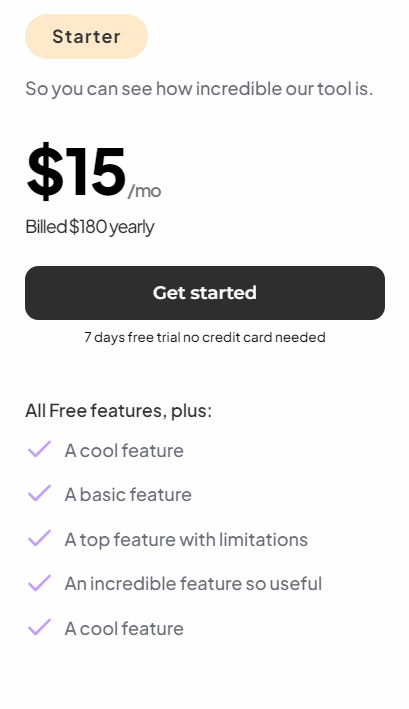 Starter
So you can see how incredible our tool is.
$15/mo
Billed $180 yearly
Get started
7 days free trial no credit card needed
All Free features, plus:
A cool feature
A basic feature
A top feature with limitations
An incredible feature so useful
A cool feature